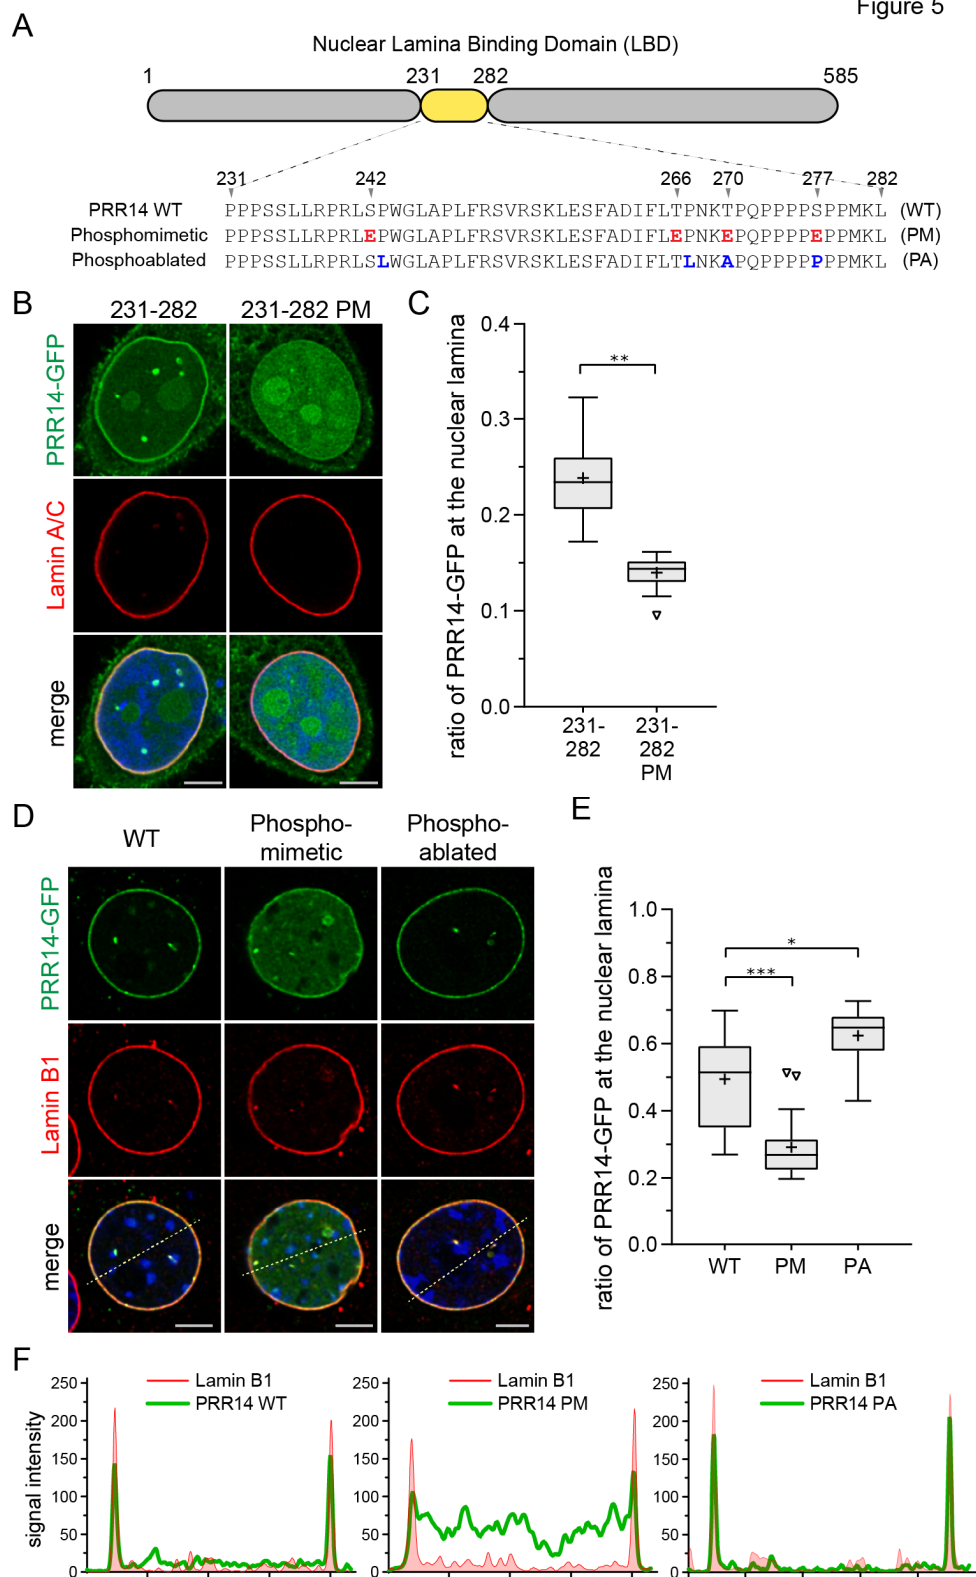 Figure 5
A
Nuclear Lamina Binding Domain (LBD)
1 231 282 585
231 242 266 270 277 282
PRR14 WT PPPSSLLRPRLSPWGLAPLFRSVRSKLESFADIFLTPNKTPQPPPPSPPMKL (WT)
Phosphomimetic PPPSSLLRPRLEPWGLAPLFRSVRSKLESFADIFLEPNKEPQPPPPEPPMKL (PM)
Phosphoablated PPPSSLLRPRLSLWGLAPLFRSVRSKLESFADIFLTLNKAPQPPPPPPPMKL (PA)
B
231-282 231-282 PM
PRR14-GFP
Lamin A/C
merge
C
ratio of PRR14-GFP at the nuclear lamina
0.4
0.3
0.2
0.1
0.0
**
231-
282
231-
282
PM
D
WT
Phospho-
mimetic
Phospho-
ablated
PRR14-GFP
Lamin B1
merge
E
ratio of PRR14-GFP at the nuclear lamina
1.0
0.8
0.6
0.4
0.2
0.0
*
***
WT PM PA
F
signal intensity
250
200
150
100
50
0
Lamin B1
PRR14 WT
250
200
150
100
50
0
Lamin B1
PRR14 PM
250
200
150
100
50
0
Lamin B1
PRR14 PA